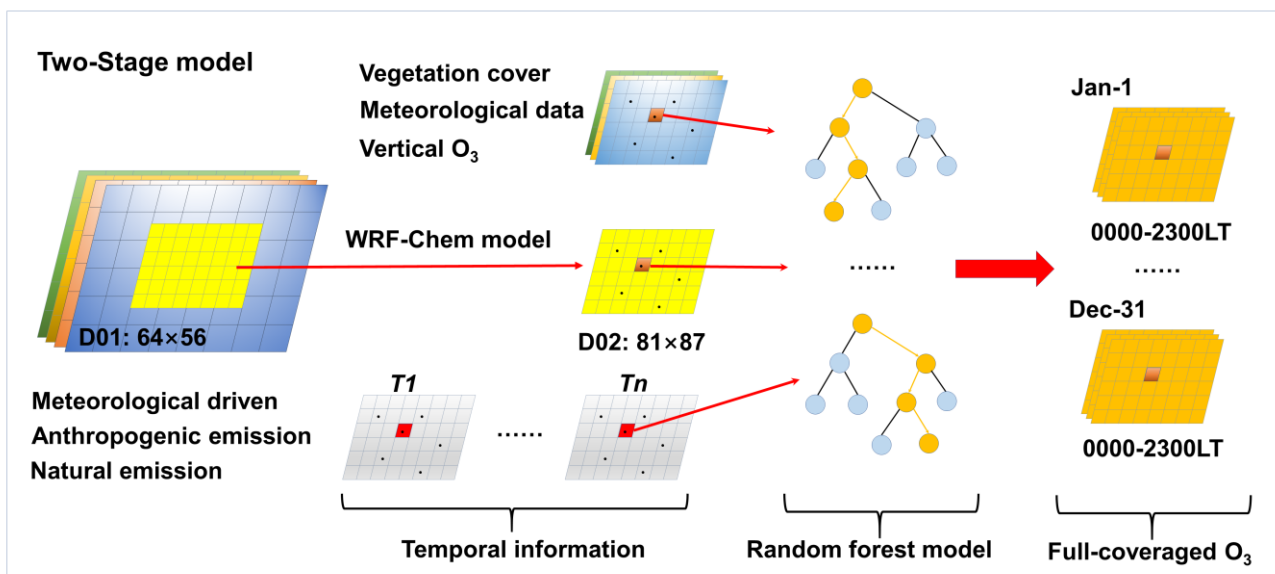 Two-Stage model
Vegetation cover
Meteorological data
Vertical O₃
Jan-1
0000-2300LT
WRF-Chem model
......
......
D01: 64×56
D02: 81×87
Dec-31
T1
Tn
......
0000-2300LT
Meteorological driven
Anthropogenic emission
Natural emission
Temporal information
Random forest model
Full-coveraged O₃